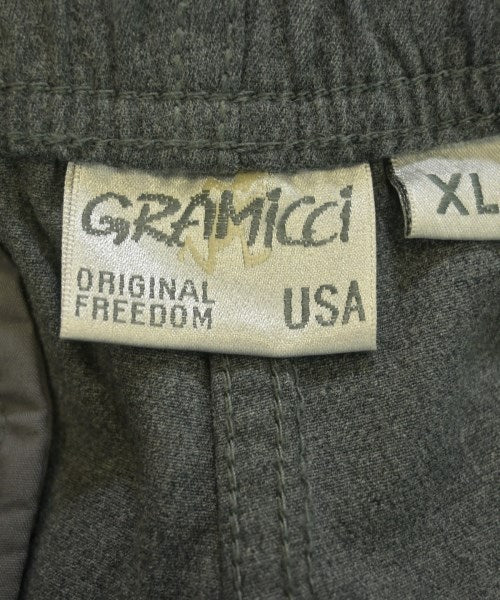 GRAMiCCi
ORIGINAL
FREEDOM
USA
XL